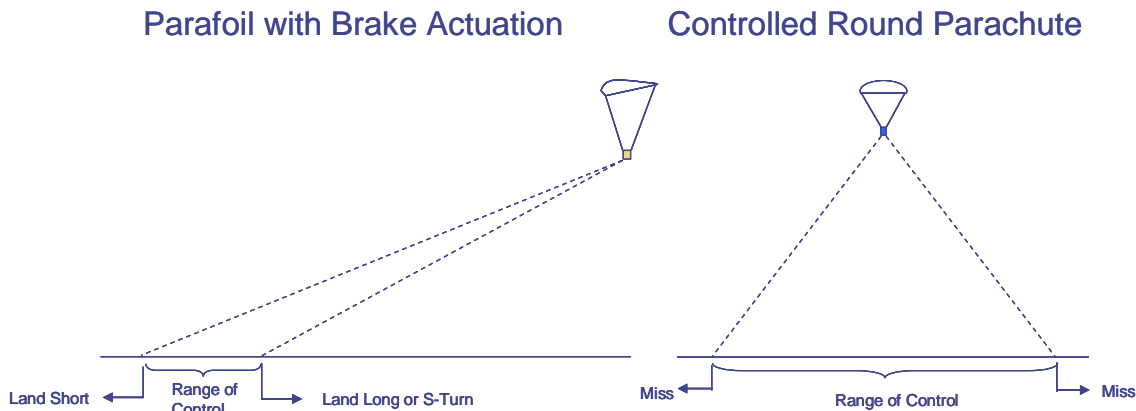 Parafoil with Brake Actuation
Controlled Round Parachute
Land Short
Range of
Control
Land Long or S-Turn
Miss
Range of Control
Miss